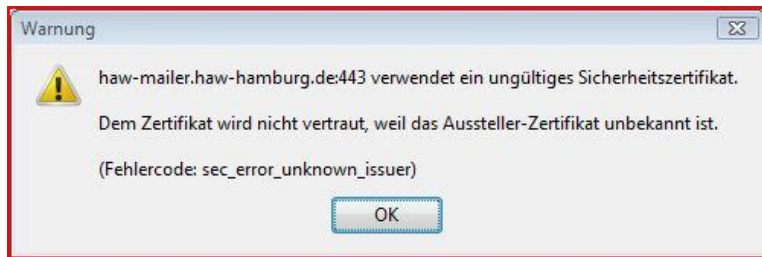 Warnung
haw-mailer.haw-hamburg.de:443 verwendet ein ungültiges Sicherheitszertifikat.
Dem Zertifikat wird nicht vertraut, weil das Aussteller-Zertifikat unbekannt ist.
(Fehlercode: sec_error_unknown_issuer)
OK